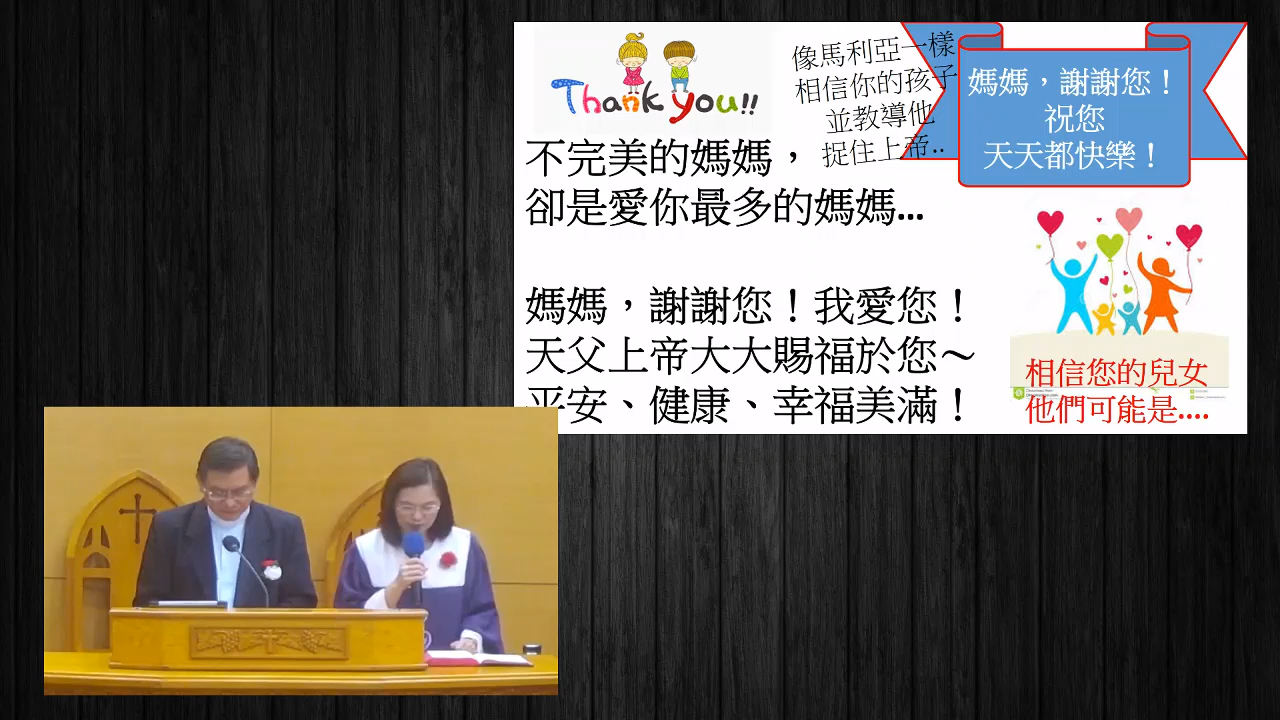 Thank you!!
像馬利亞一樣
相信你的孩子
並教導他
捉住上帝..
媽媽，謝謝您！
祝您
天天都快樂！
不完美的媽媽，
卻是愛你最多的媽媽...
媽媽，謝謝您！我愛您！
天父上帝大大賜福於您～
平安、健康、幸福美滿！
相信您的兒女
他們可能是....